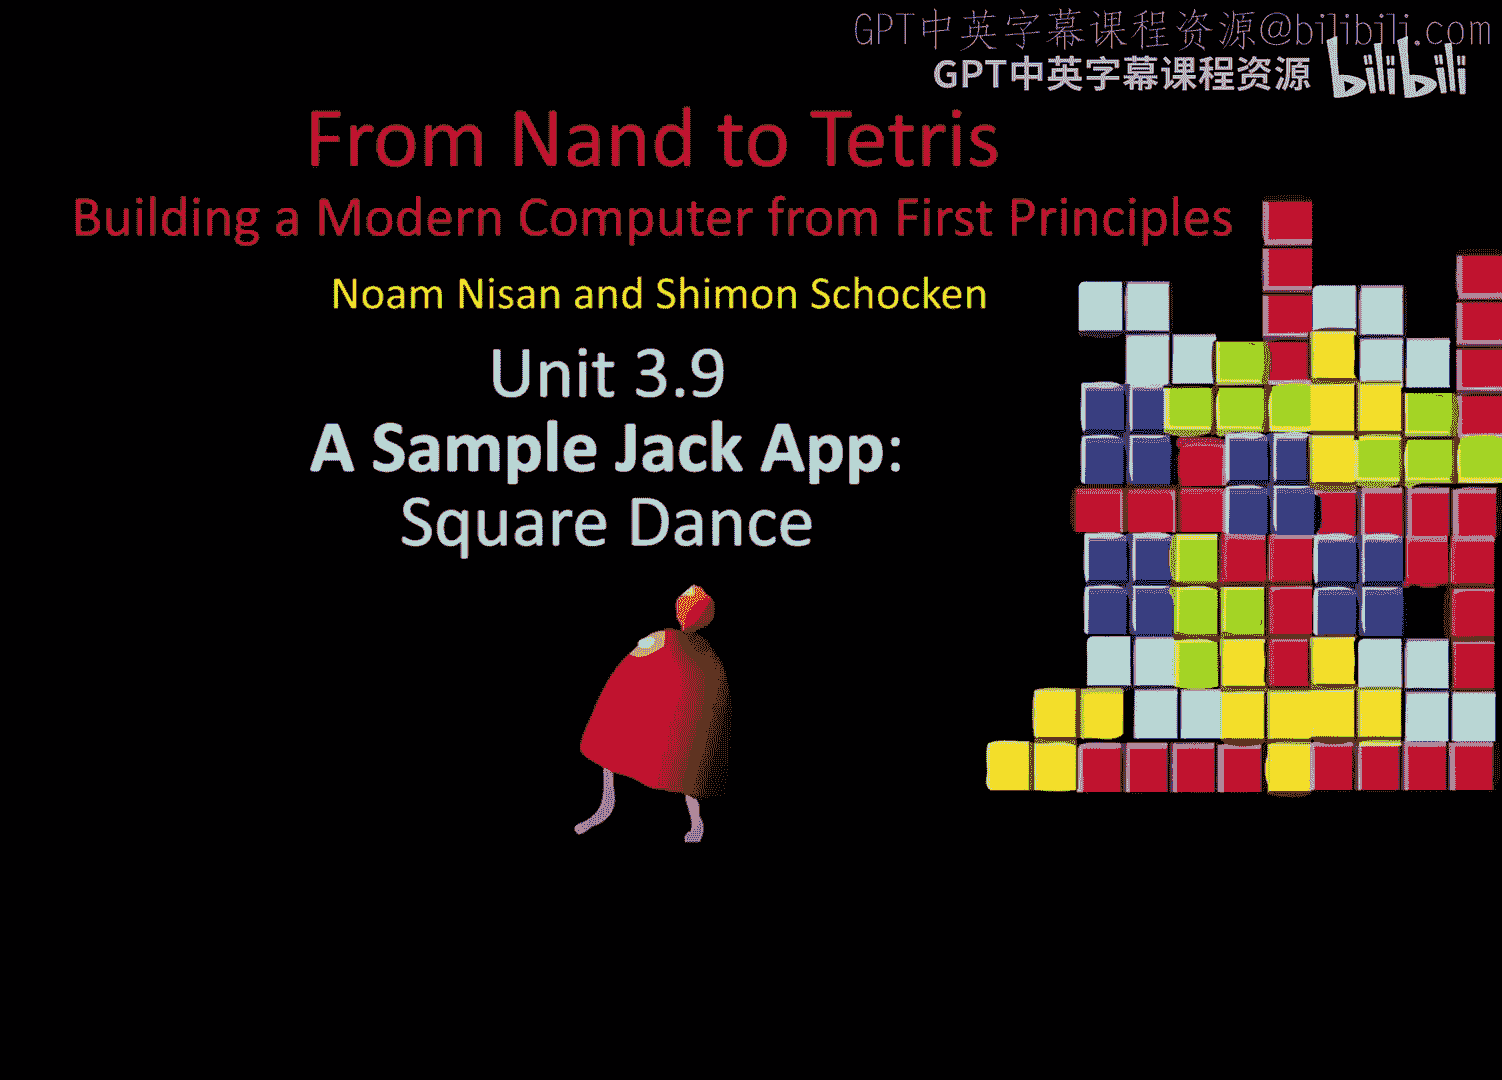 GPT中英字幕课程资源@bilibili.com
GPT中英字幕课程资源 bilibili
From Nand to Tetris
Building a Modern Computer from First Principles
Noam Nisan and Shimon Schocken
Unit 3.9
A Sample Jack App:
Square Dance